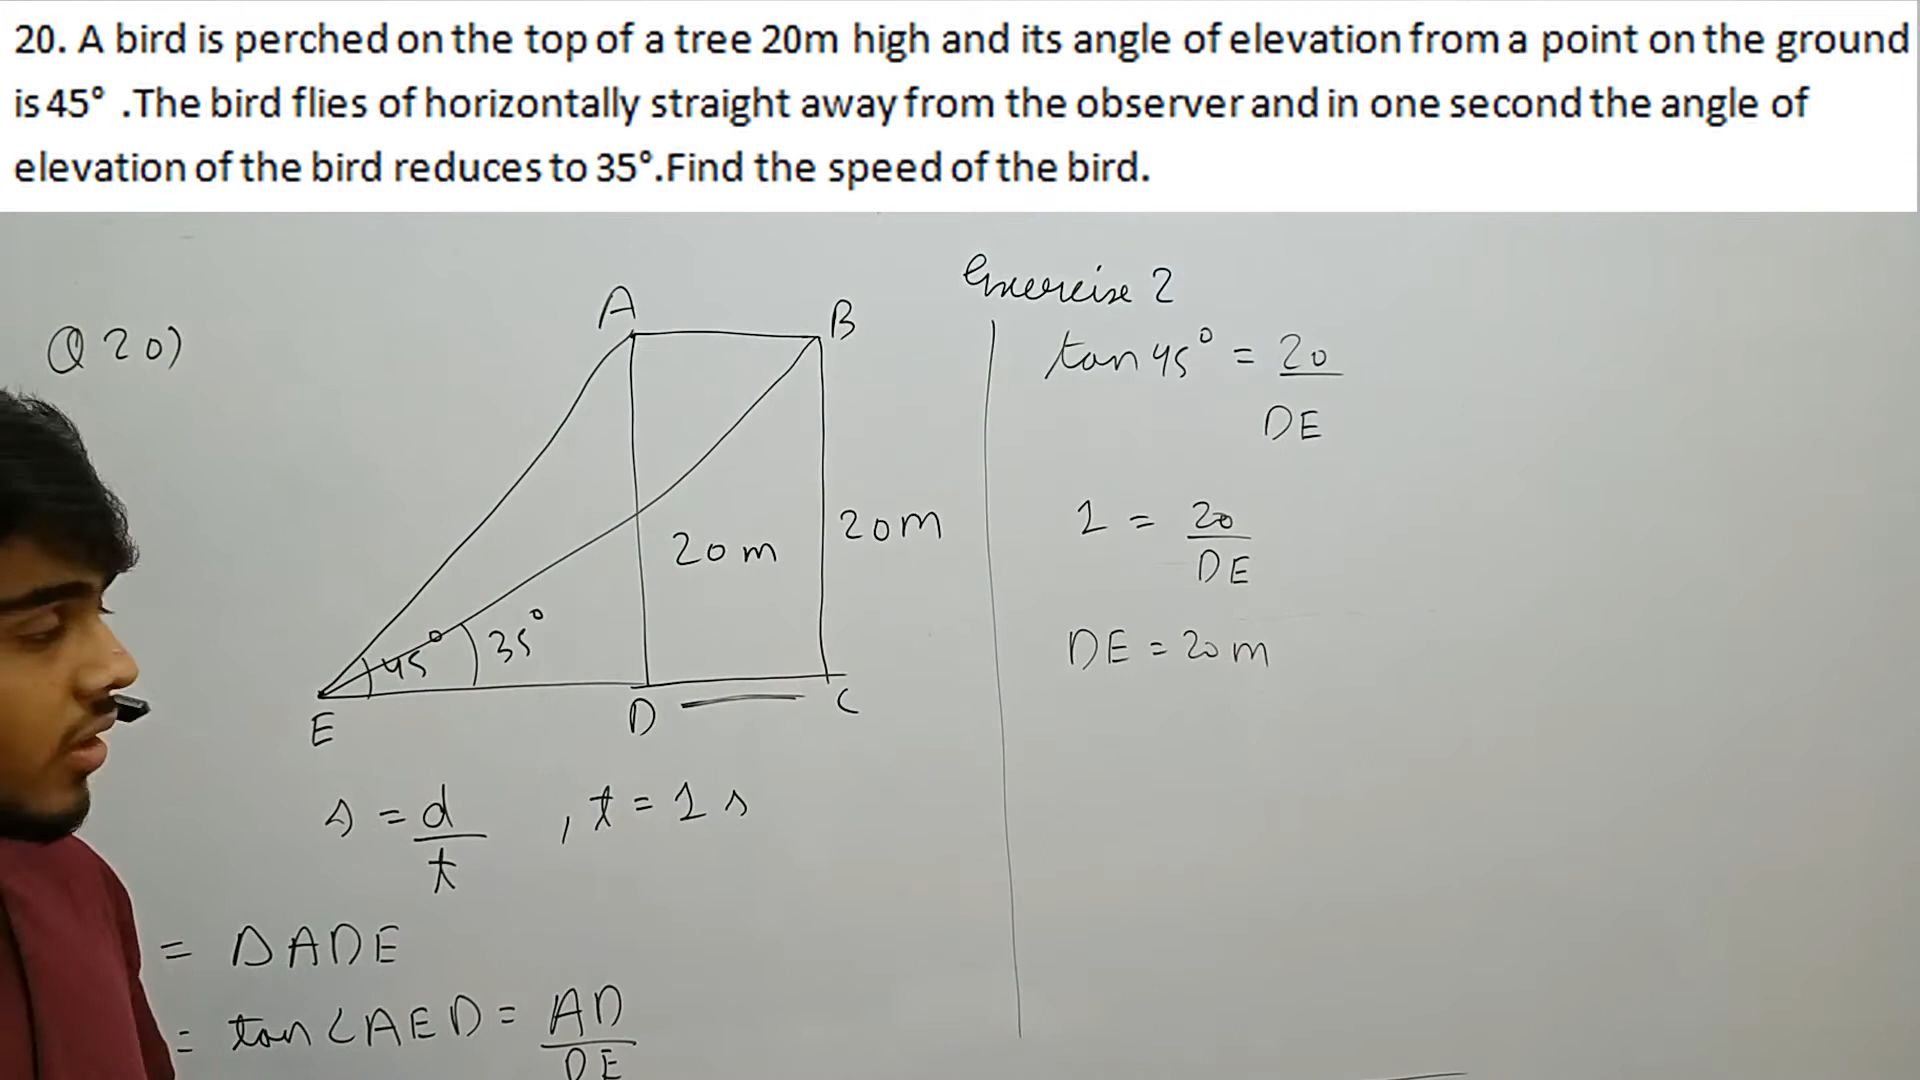 20. A bird is perched on the top of a tree 20m high and its angle of elevation from a point on the ground
is 45° .The bird flies of horizontally straight away from the observer and in one second the angle of
elevation of the bird reduces to 35°.Find the speed of the bird.
Exercise 2
Q 20)
A
B
20 m
20 m
45°
35°
E
D
C
s = d/t , t = 1 s
= ΔADE
= tan∠AED = AD/DE
tan 45° = 20/DE
1 = 20/DE
DE = 20 m